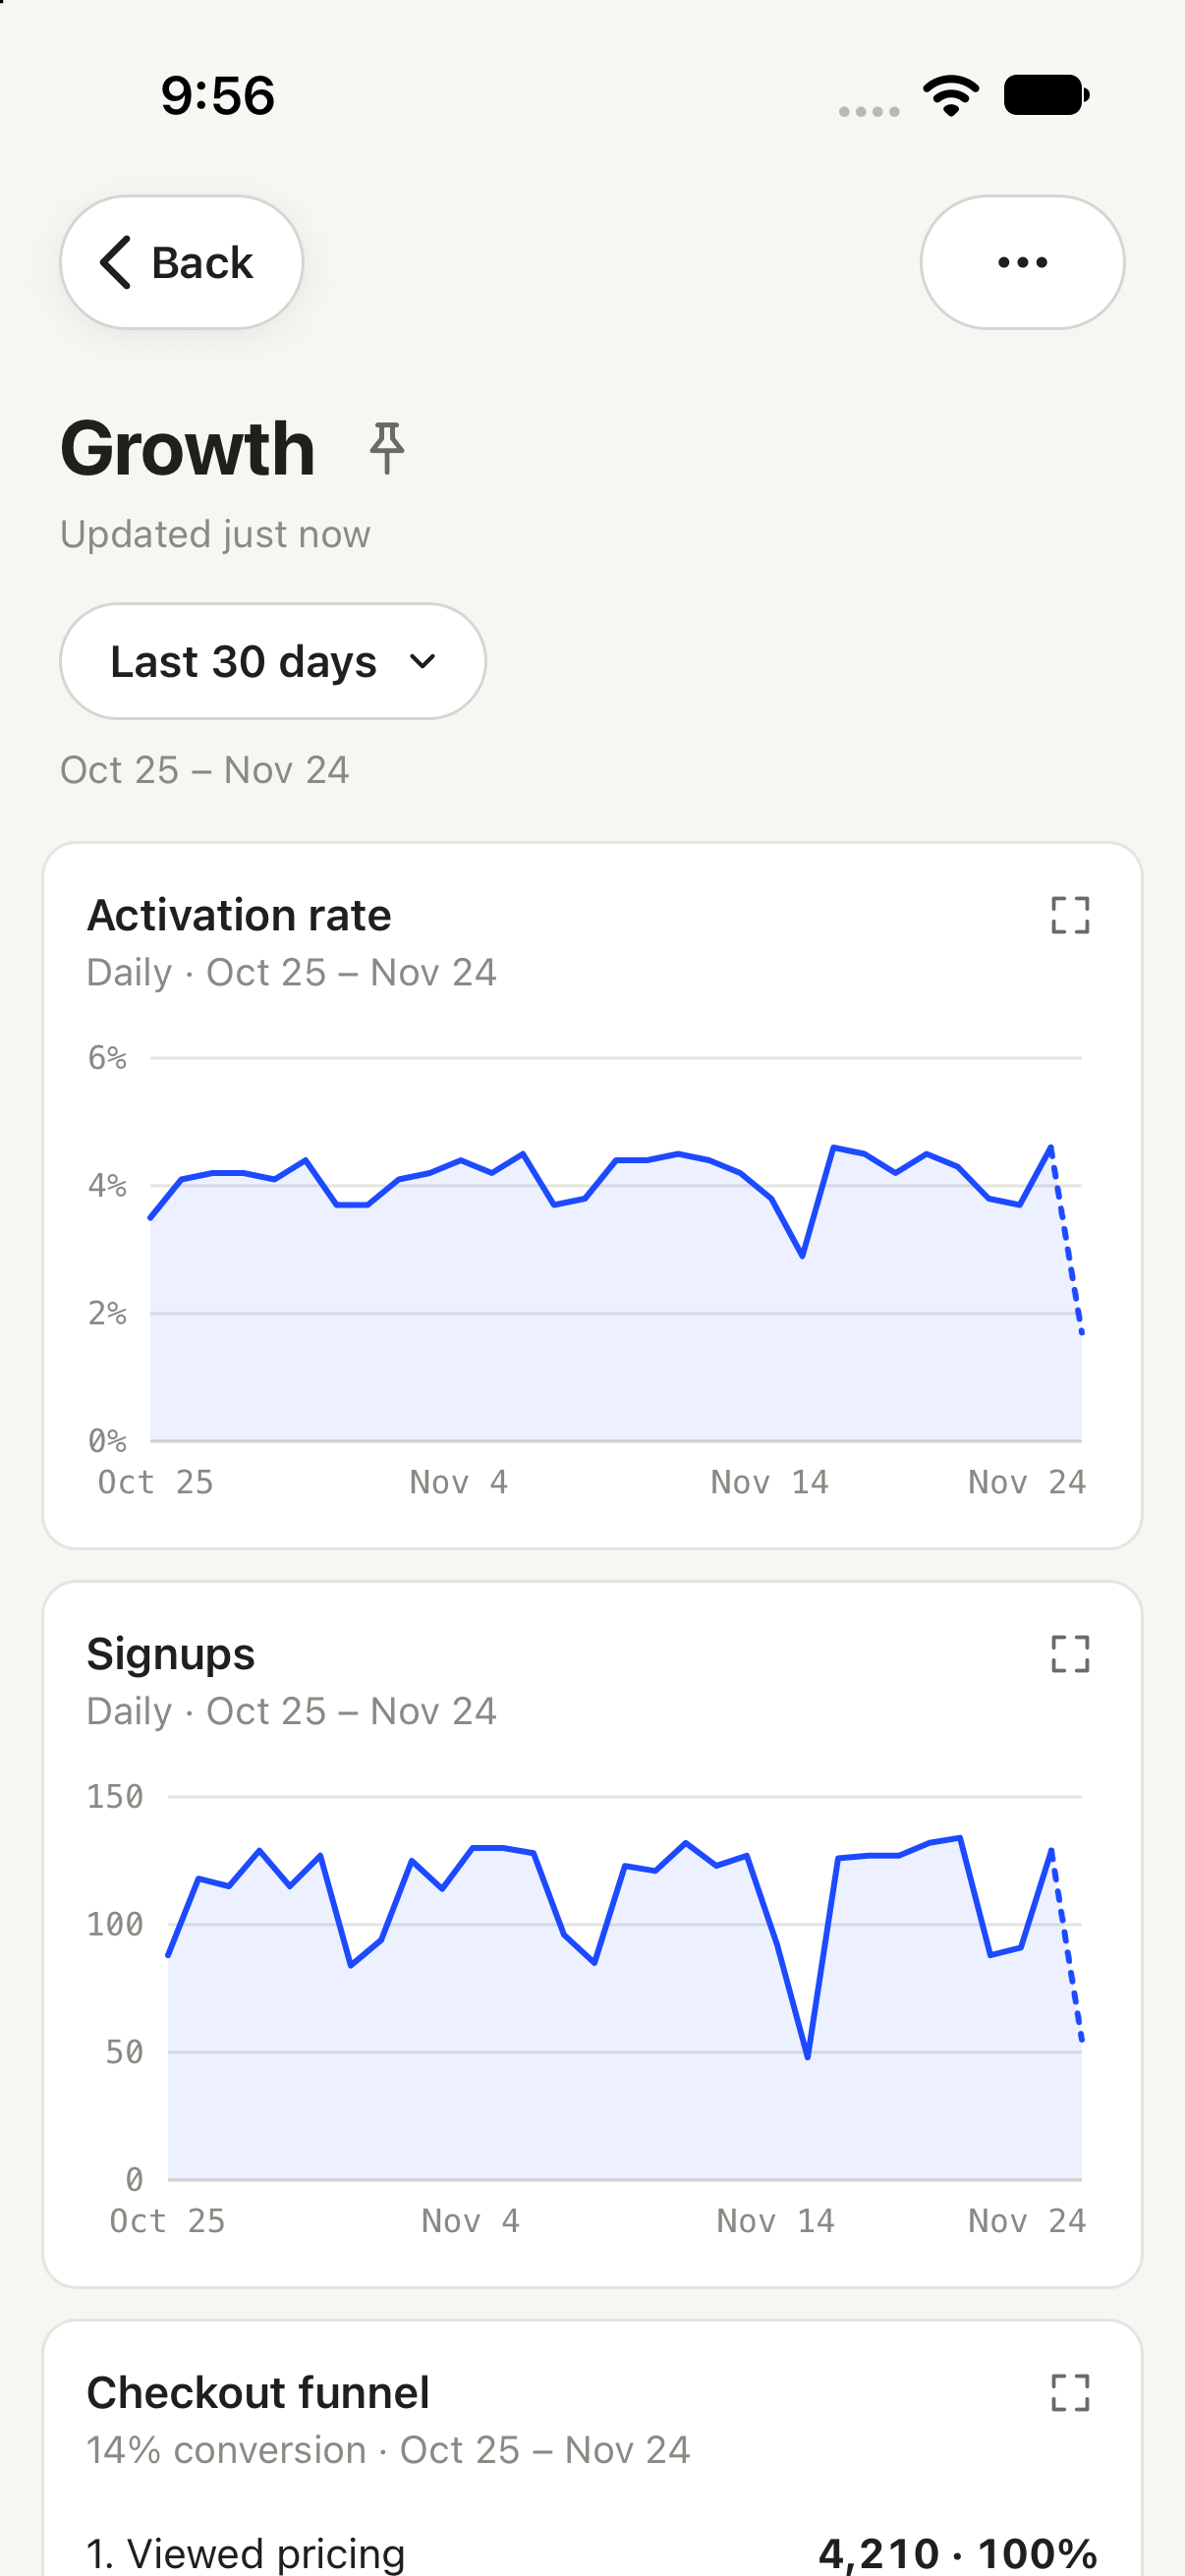 9:56
Back
Growth
Updated just now
Last 30 days
Oct 25 – Nov 24
Activation rate
Daily · Oct 25 – Nov 24
6%
4%
2%
0%
Oct 25 Nov 4 Nov 14 Nov 24
Signups
Daily · Oct 25 – Nov 24
150
100
50
0
Oct 25 Nov 4 Nov 14 Nov 24
Checkout funnel
14% conversion · Oct 25 – Nov 24
1. Viewed pricing 4,210 · 100%